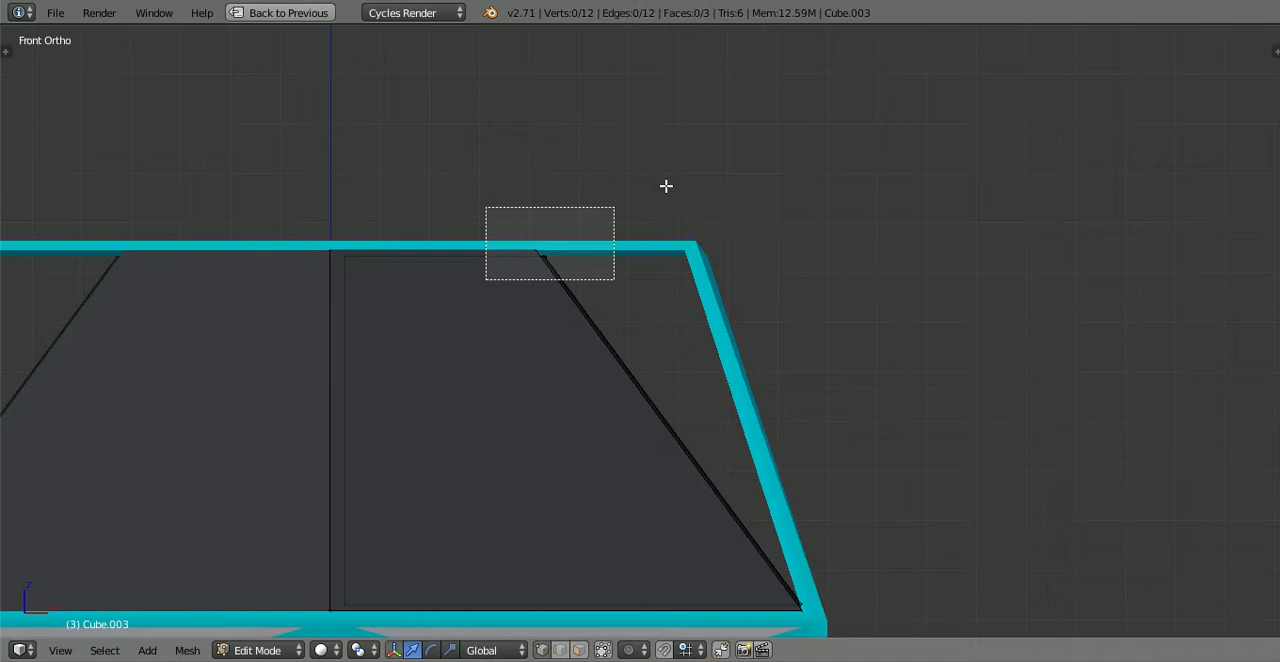 File Render Window Help Back to Previous Cycles Render v2.71 | Verts:0/12 | Edges:0/12 | Faces:0/3 | Tris:6 | Mem:12.59M | Cube.003
Front Ortho
Z
(3) Cube.003
View Select Add Mesh Edit Mode Global